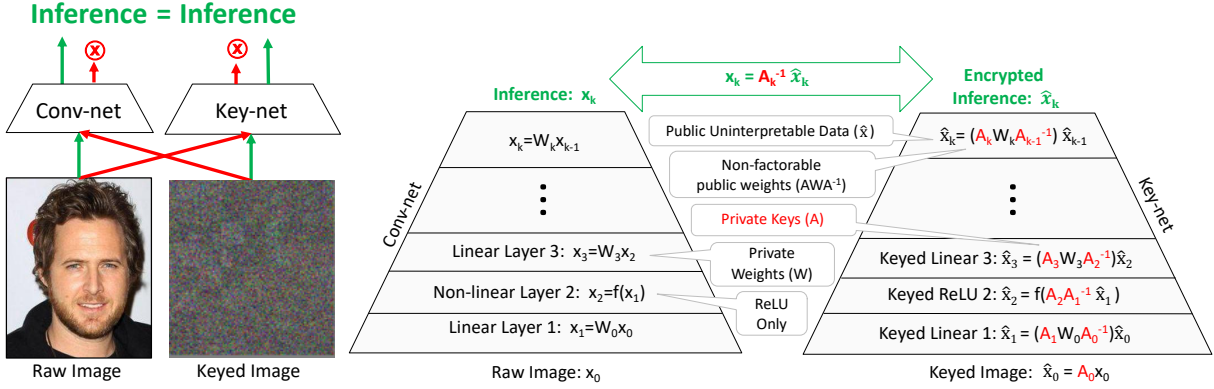 Inference = Inference
ⓧ
ⓧ
Conv-net
Key-net
Raw Image
Keyed Image
xₖ = Aₖ⁻¹ x̂ₖ
Inference: xₖ
Encrypted
Inference: x̂ₖ
Conv-net
xₖ=Wₖxₖ₋₁
⋮
Linear Layer 3: x₃=W₃x₂
Non-linear Layer 2: x₂=f(x₁)
Linear Layer 1: x₁=W₀x₀
Raw Image: x₀
Public Uninterpretable Data (x̂)
Non-factorable
public weights (AWA⁻¹)
Private Keys (A)
Private
Weights (W)
ReLU
Only
Key-net
x̂ₖ= (AₖWₖAₖ₋₁⁻¹) x̂ₖ₋₁
⋮
Keyed Linear 3: x̂₃ = (A₃W₃A₂⁻¹)x̂₂
Keyed ReLU 2: x̂₂ = f(A₂A₁⁻¹ x̂₁)
Keyed Linear 1: x̂₁ = (A₁W₀A₀⁻¹)x̂₀
Keyed Image: x̂₀ = A₀x₀